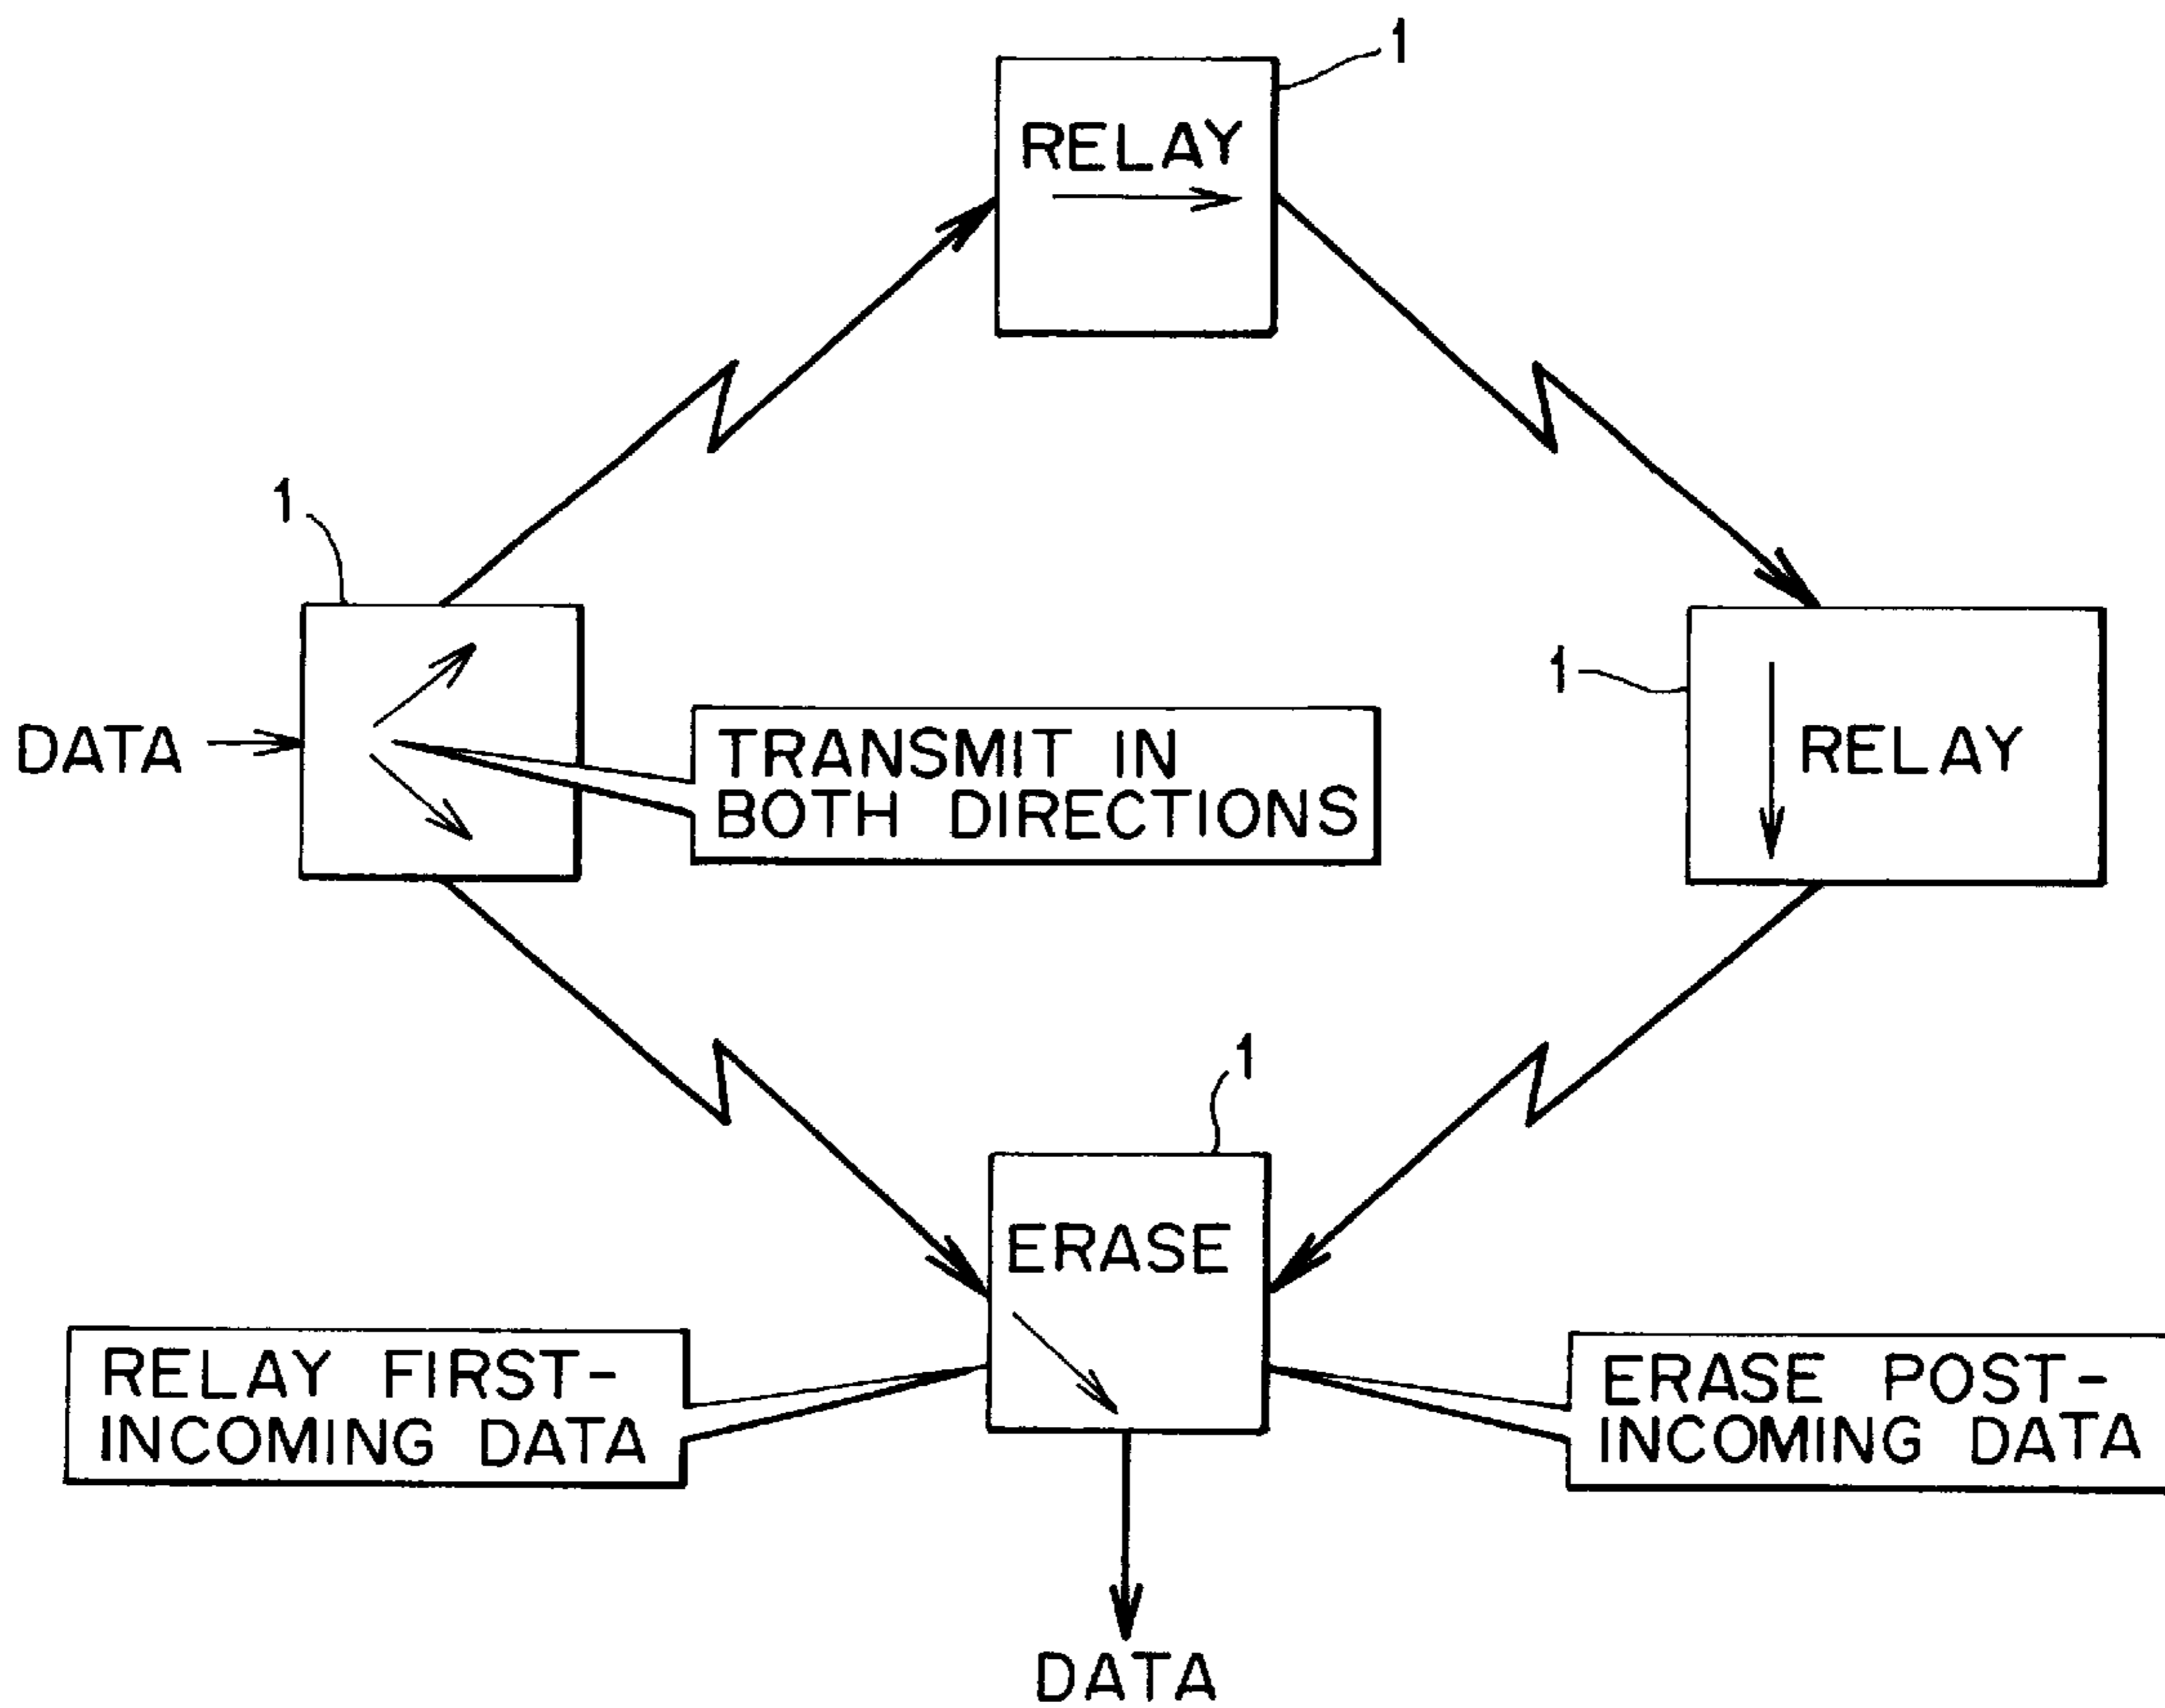 1
RELAY
1
DATA
TRANSMIT IN
BOTH DIRECTIONS
1
RELAY
1
ERASE
RELAY FIRST-
INCOMING DATA
ERASE POST-
INCOMING DATA
DATA